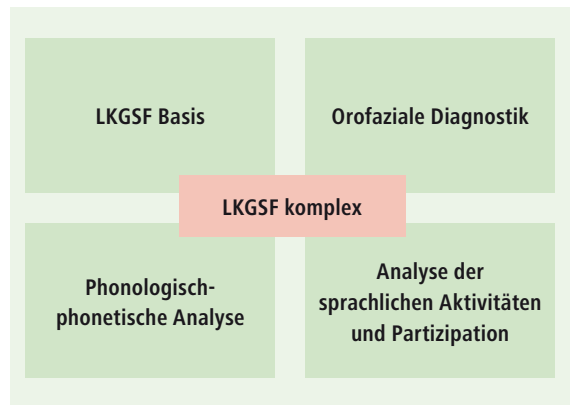 LKGSF Basis
Orofaziale Diagnostik
LKGSF komplex
Phonologisch-
phonetische Analyse
Analyse der
sprachlichen Aktivitäten
und Partizipation